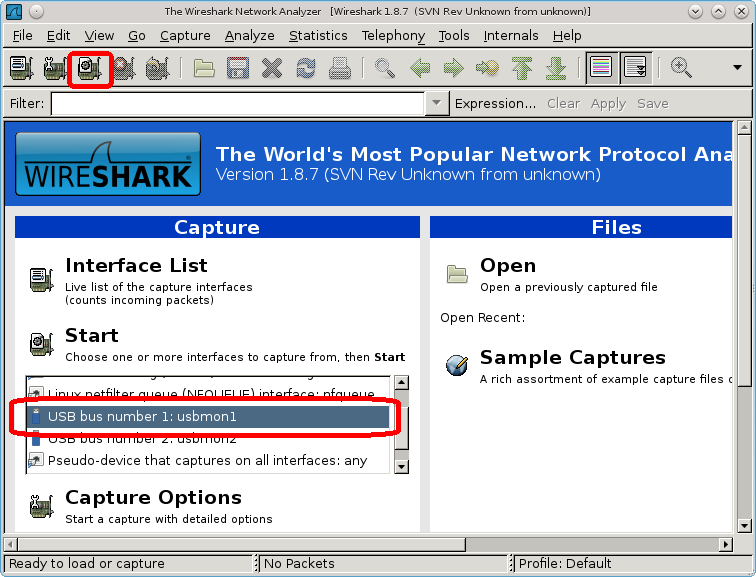 The Wireshark Network Analyzer [Wireshark 1.8.7 (SVN Rev Unknown from unknown)]
File Edit View Go Capture Analyze Statistics Telephony Tools Internals Help
Filter: Expression... Clear Apply Save
WIRESHARK
The World's Most Popular Network Protocol Ana
Version 1.8.7 (SVN Rev Unknown from unknown)
Capture
Interface List
Live list of the capture interfaces
(counts incoming packets)
Start
Choose one or more interfaces to capture from, then Start
Linux netfilter queue (NFQUEUE) interface: nfqueue
USB bus number 1: usbmon1
USB bus number 2: usbmon2
Pseudo-device that captures on all interfaces: any
Capture Options
Start a capture with detailed options
Files
Open
Open a previously captured file
Open Recent:
Sample Captures
A rich assortment of example capture files
Ready to load or capture
No Packets
Profile: Default